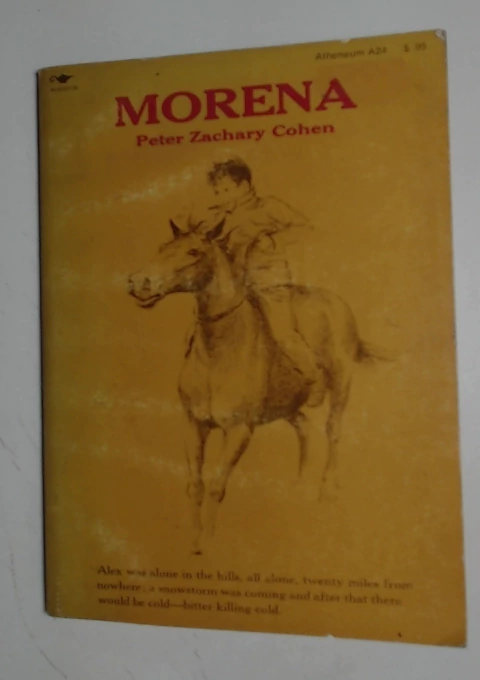 Atheneum A24
MORENA
Peter Zachary Cohen
Alex was alone in the hills, all alone, twenty miles from
nowhere; a snowstorm was coming and after that there
would be cold—bitter killing cold.